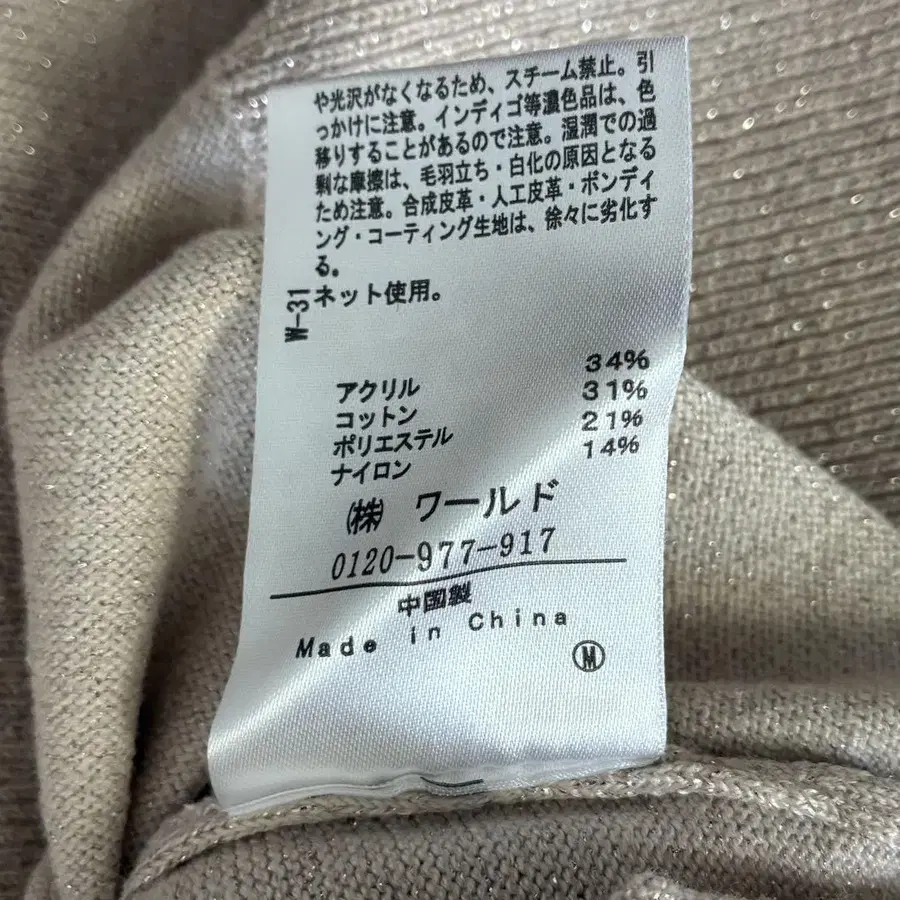 や光沢がなくなるため、スチーム禁止。引
っかけに注意。インディゴ等濃色品は、色
移りすることがあるので注意。湿潤での過
剰な摩擦は、毛羽立ち・白化の原因となる
ため注意。合成皮革・人工皮革・ボンディ
ング・コーティング生地は、徐々に劣化す
る。
ネット使用。
W-31
アクリル 34%
コットン 31%
ポリエステル 21%
ナイロン 14%
㈱ ワールド
0120-977-917
中国製
Made in China
Ⓜ